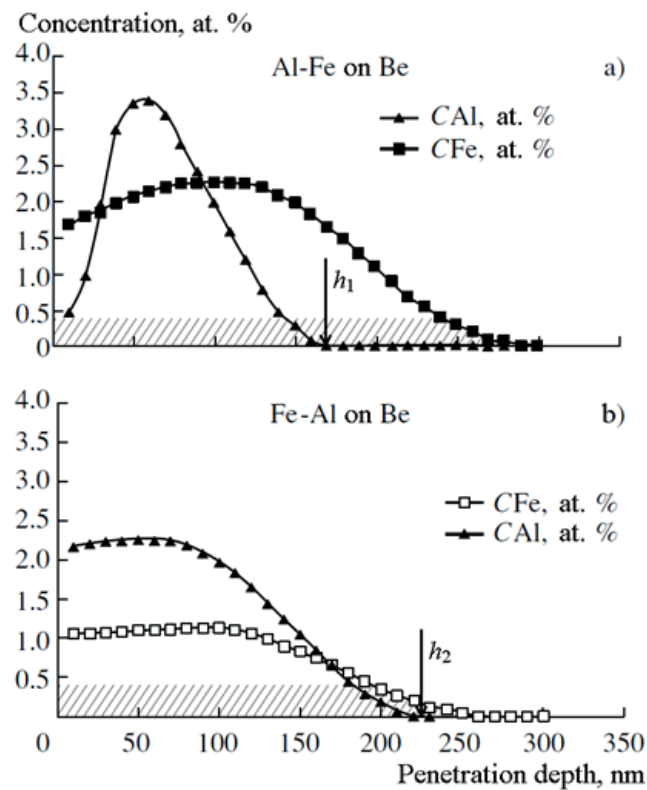 Concentration, at. %
4.0
Al-Fe on Be
a)
3.5
CAl, at. %
3.0
CFe, at. %
2.5
2.0
1.5
1.0
h1
0.5
0
4.0
Fe-Al on Be
b)
3.5
3.0
CFe, at. %
2.5
CAl, at. %
2.0
1.5
1.0
h2
0.5
0 50 100 150 200 250 300 350
Penetration depth, nm